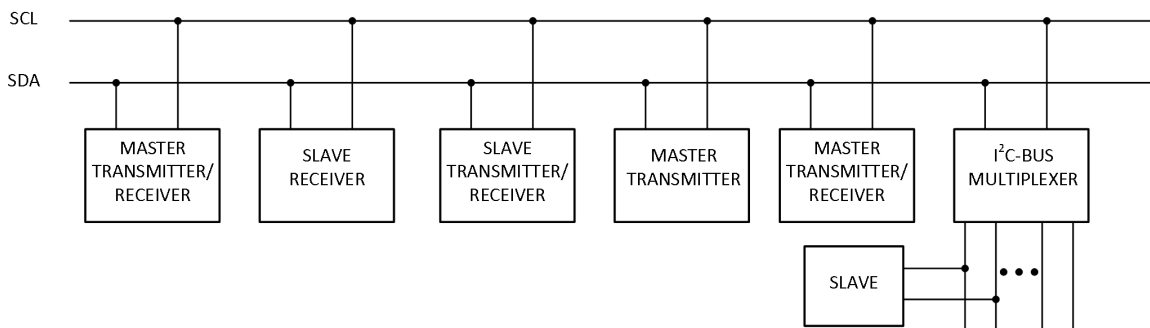 SCL
SDA
MASTER
TRANSMITTER/
RECEIVER
SLAVE
RECEIVER
SLAVE
TRANSMITTER/
RECEIVER
MASTER
TRANSMITTER
MASTER
TRANSMITTER/
RECEIVER
I²C-BUS
MULTIPLEXER
SLAVE